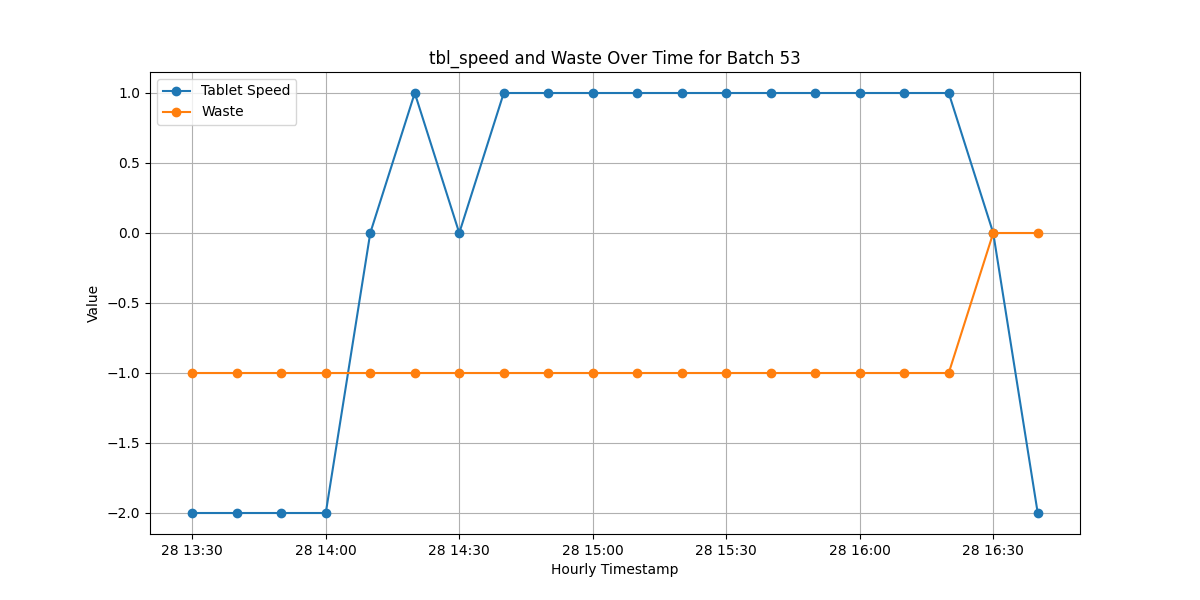 tbl_speed and Waste Over Time for Batch 53
Tablet Speed
Waste
1.0
0.5
0.0
−0.5
−1.0
−1.5
−2.0
Value
28 13:30 28 14:00 28 14:30 28 15:00 28 15:30 28 16:00 28 16:30
Hourly Timestamp